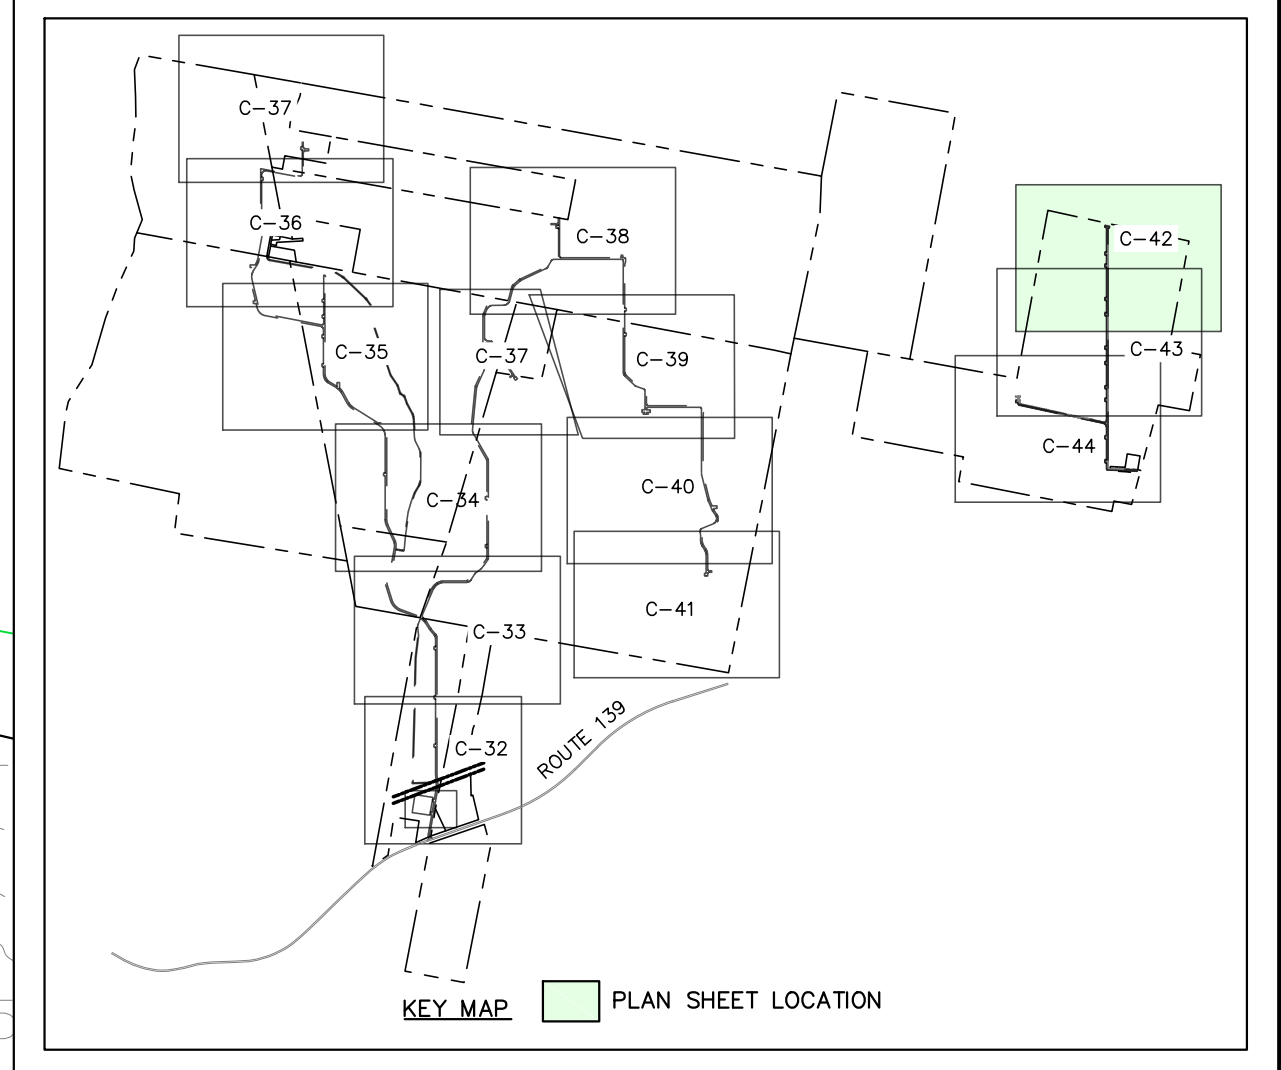 C-37
C-36
C-38
C-42
C-35
C-37
C-39
C-43
C-44
C-34
C-40
C-41
C-33
C-32
ROUTE 139
KEY MAP
PLAN SHEET LOCATION